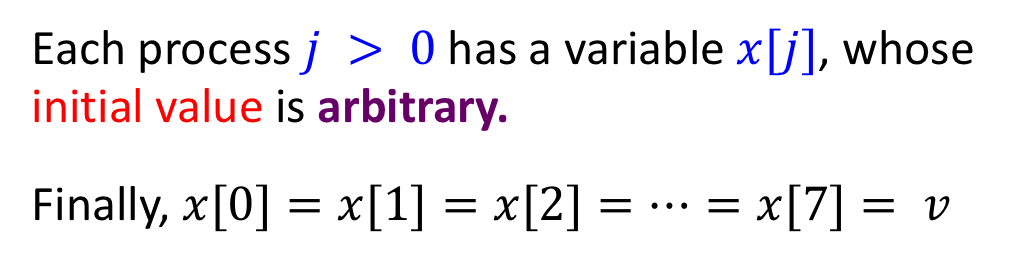 Each process j > 0 has a variable x[j], whose
initial value is arbitrary.
Finally, x[0] = x[1] = x[2] = ⋯ = x[7] = v